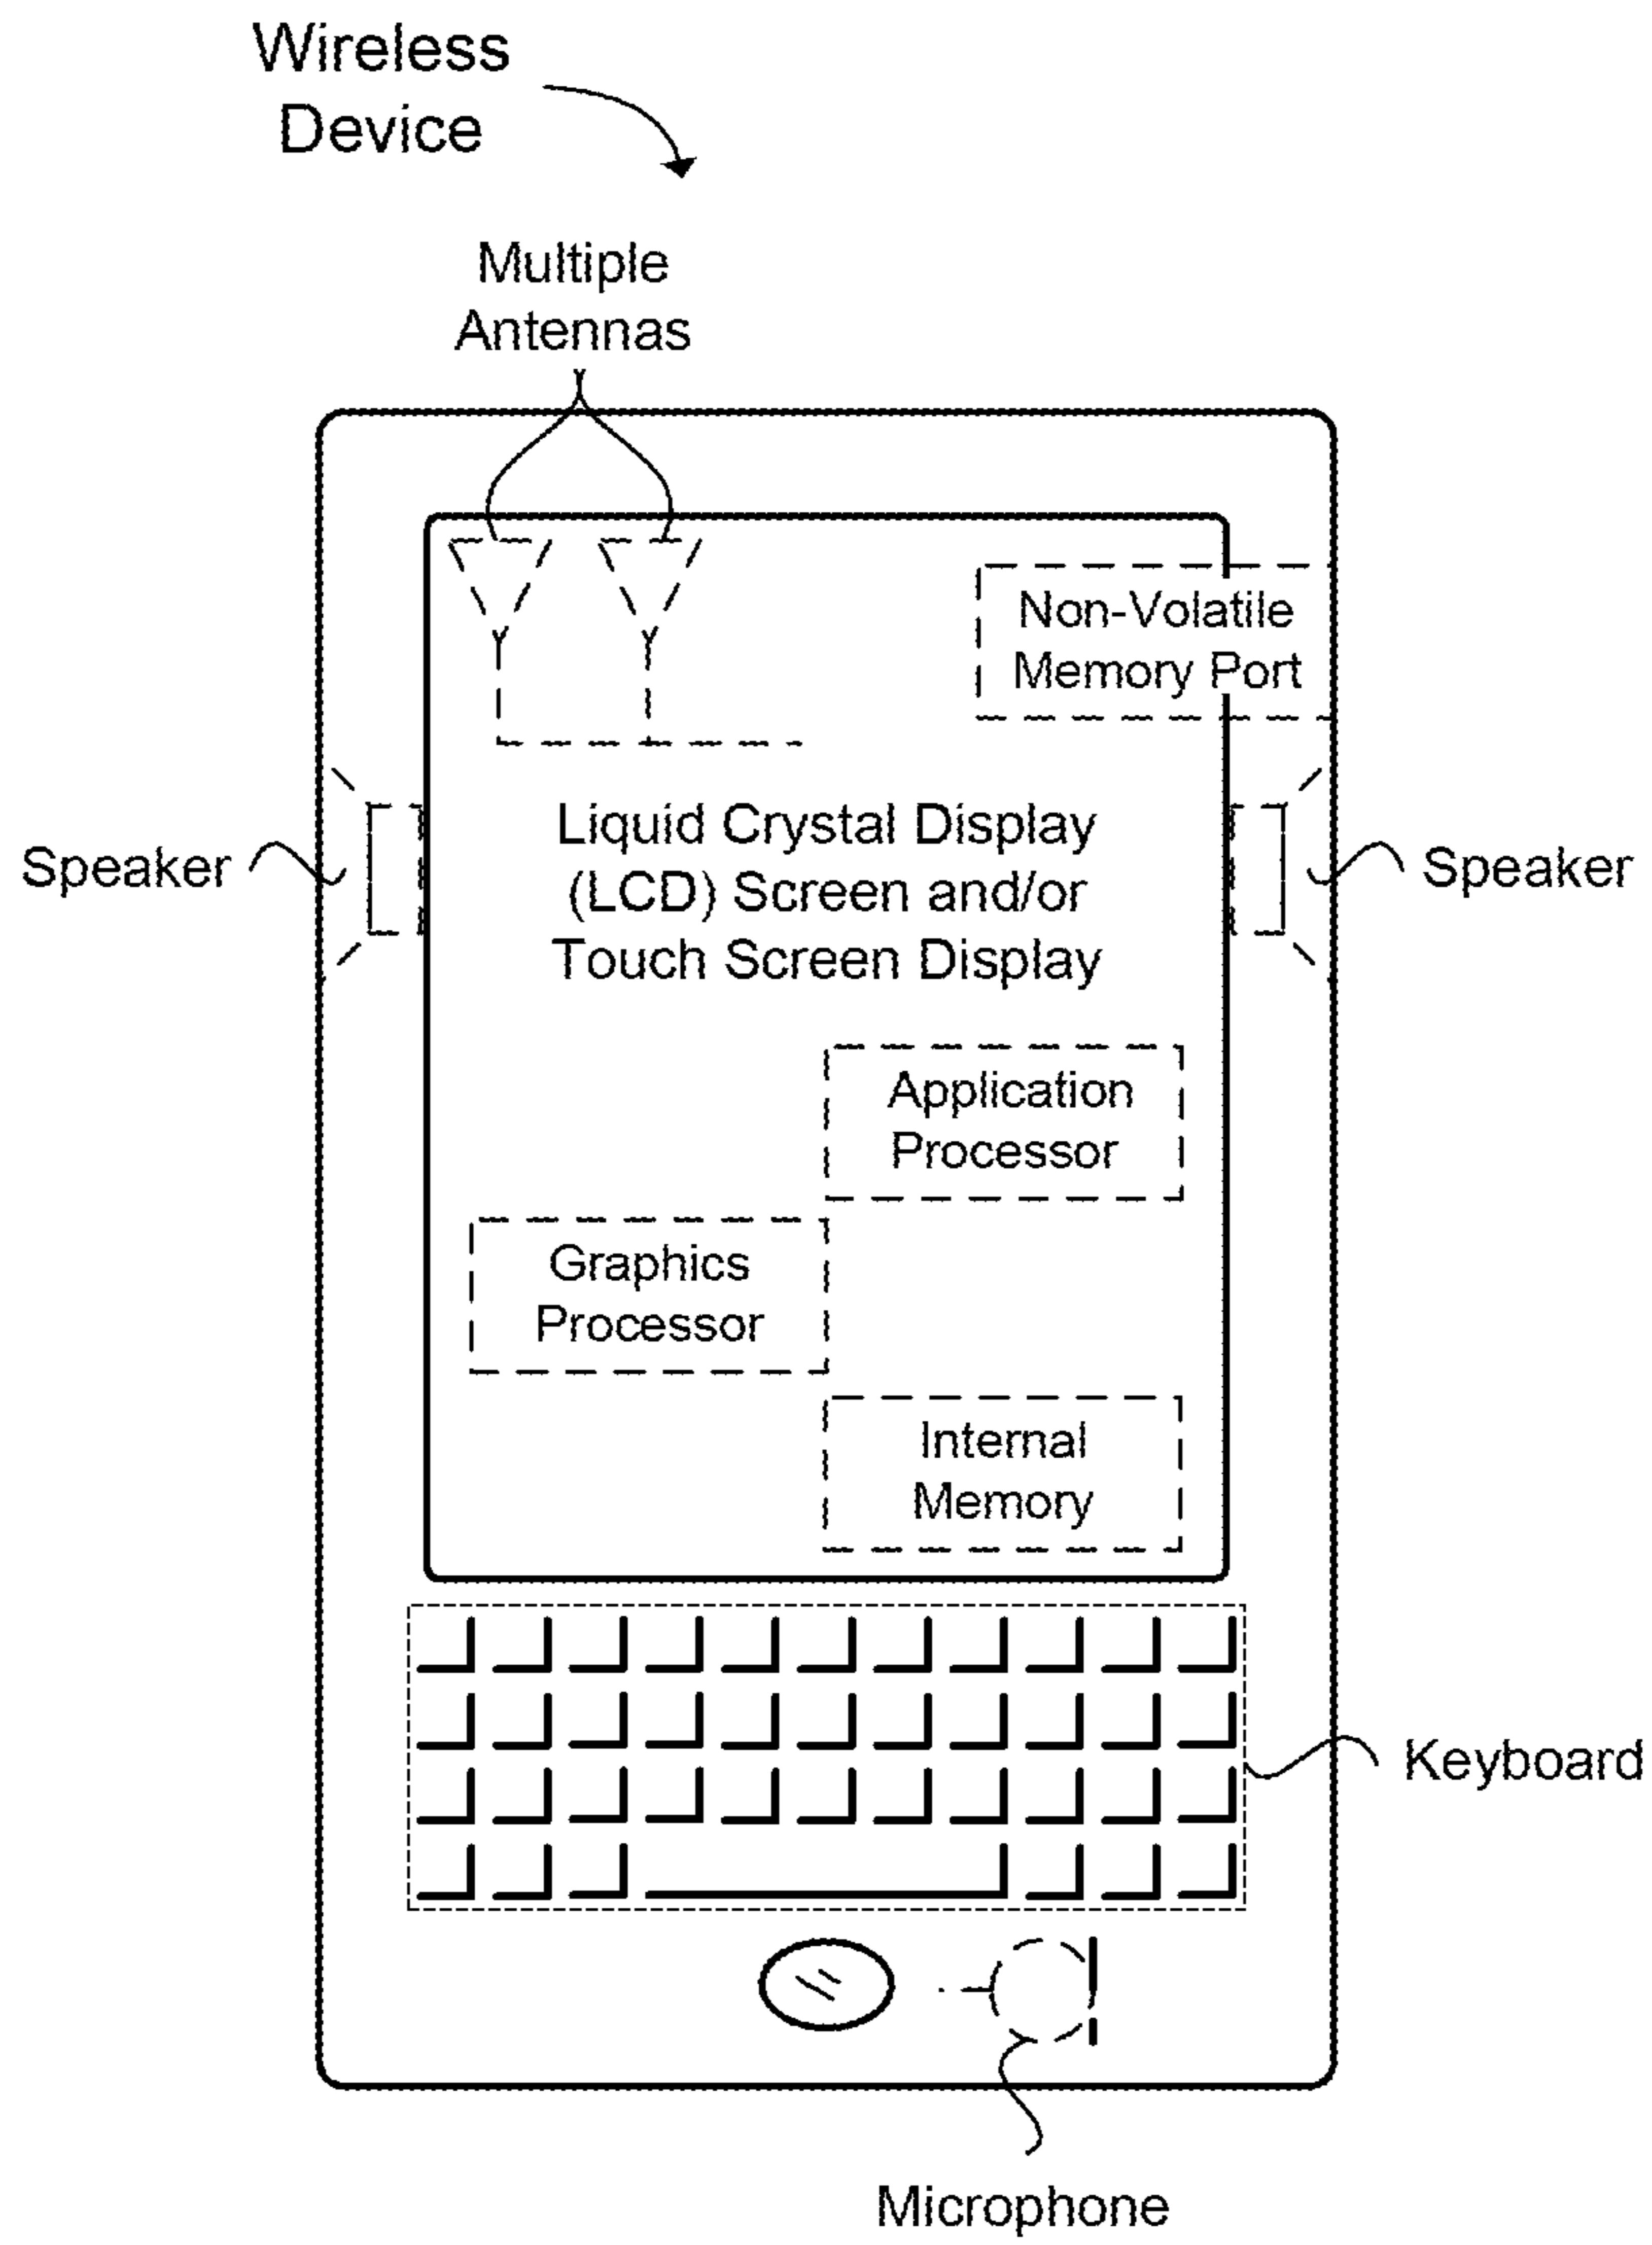 Wireless
Device
Multiple
Antennas
Non-Volatile
Memory Port
Speaker
Liquid Crystal Display
(LCD) Screen and/or
Touch Screen Display
Speaker
Application
Processor
Graphics
Processor
Internal
Memory
Keyboard
Microphone